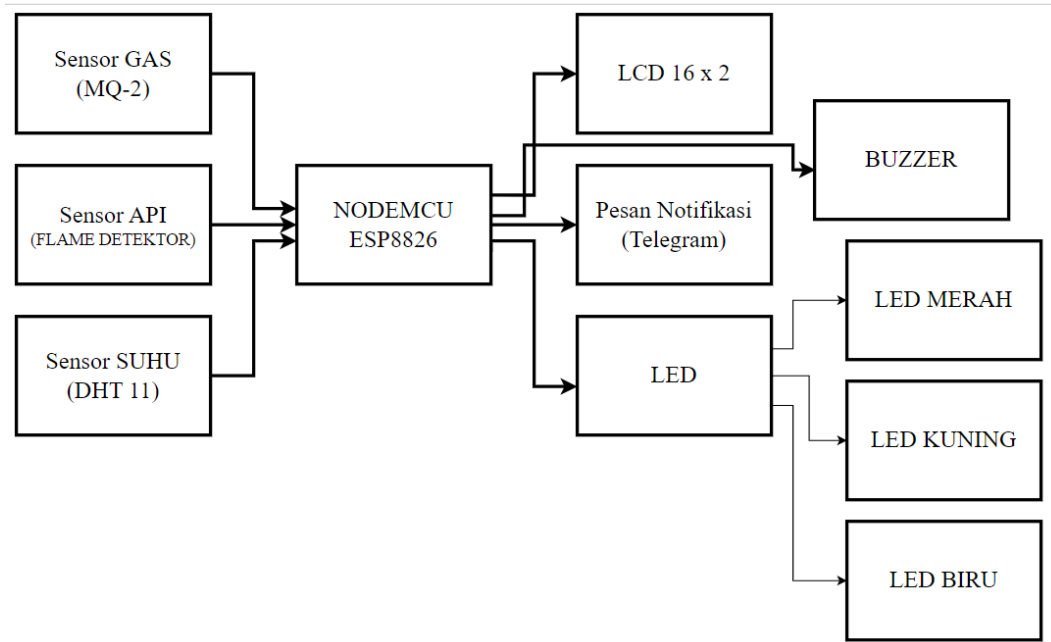 Sensor GAS
(MQ-2)
LCD 16 x 2
BUZZER
Sensor API
(FLAME DETEKTOR)
NODEMCU
ESP8826
Pesan Notifikasi
(Telegram)
LED MERAH
Sensor SUHU
(DHT 11)
LED
LED KUNING
LED BIRU